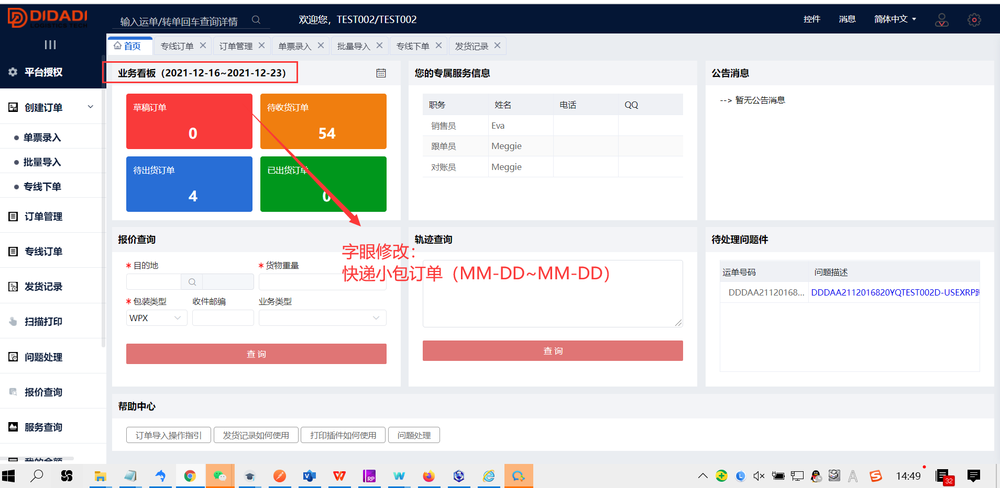 DIDADI
LOGISTICS TECH
输入运单/转单回车查询详情
欢迎您，TEST002/TEST002
控件
消息
简体中文
首页
专线订单
订单管理
单票录入
批量导入
专线下单
发货记录
平台授权
创建订单
单票录入
批量导入
专线下单
订单管理
专线订单
发货记录
扫描打印
问题处理
报价查询
服务查询
业务看板（2021-12-16~2021-12-23）
草稿订单
0
待收货订单
54
待出货订单
4
已出货订单
0
您的专属服务信息
职务 姓名 电话 QQ
销售员 Eva
跟单员 Meggie
对账员 Meggie
公告消息
--> 暂无公告消息
字眼修改：
快递小包订单（MM-DD~MM-DD）
报价查询
* 目的地
* 货物重量
* 包装类型
收件邮编
业务类型
WPX
查 询
轨迹查询
查 询
待处理问题件
运单号码 问题描述
DDDAA21120168... DDDAA2112016820YQTEST002D-USEXRP
帮助中心
订单导入操作指引
发货记录如何使用
打印插件如何使用
问题处理
RP
14:49
32